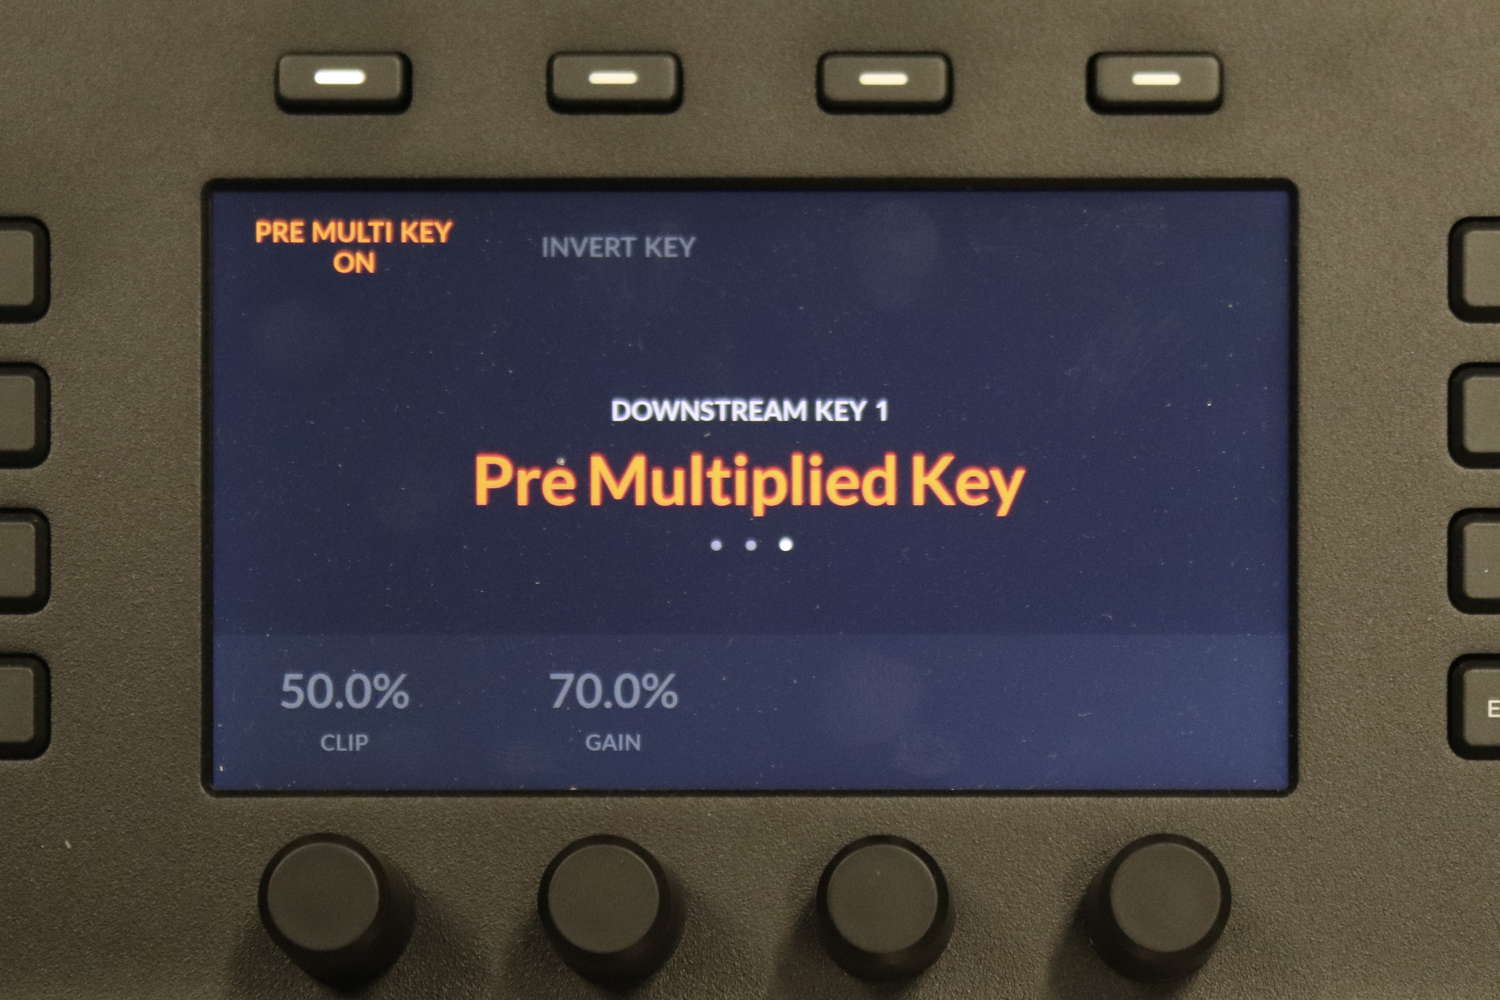 PRE MULTI KEY
ON
INVERT KEY
DOWNSTREAM KEY 1
Pre Multiplied Key
50.0%
70.0%
CLIP
GAIN